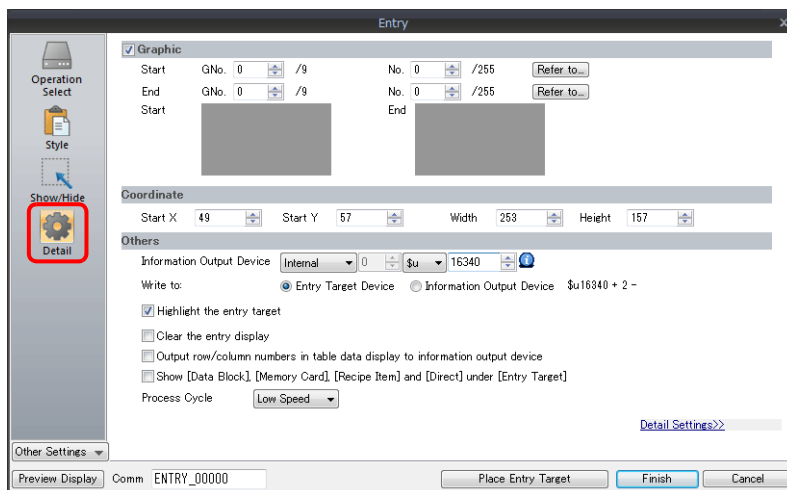 Entry
Operation
Select
Style
Show/Hide
Detail
Other Settings
Graphic
Start GNo. 0 /9 No. 0 /255 Refer to...
End GNo. 0 /9 No. 0 /255 Refer to...
Start End
Coordinate
Start X 49 Start Y 57 Width 253 Height 157
Others
Information Output Device Internal 0 $u 16340
Write to: Entry Target Device Information Output Device $u16340 + 2 -
Highlight the entry target
Clear the entry display
Output row/column numbers in table data display to information output device
Show [Data Block], [Memory Card], [Recipe Item] and [Direct] under [Entry Target]
Process Cycle Low Speed
Detail Settings>>
Preview Display Comm ENTRY_00000 Place Entry Target Finish Cancel